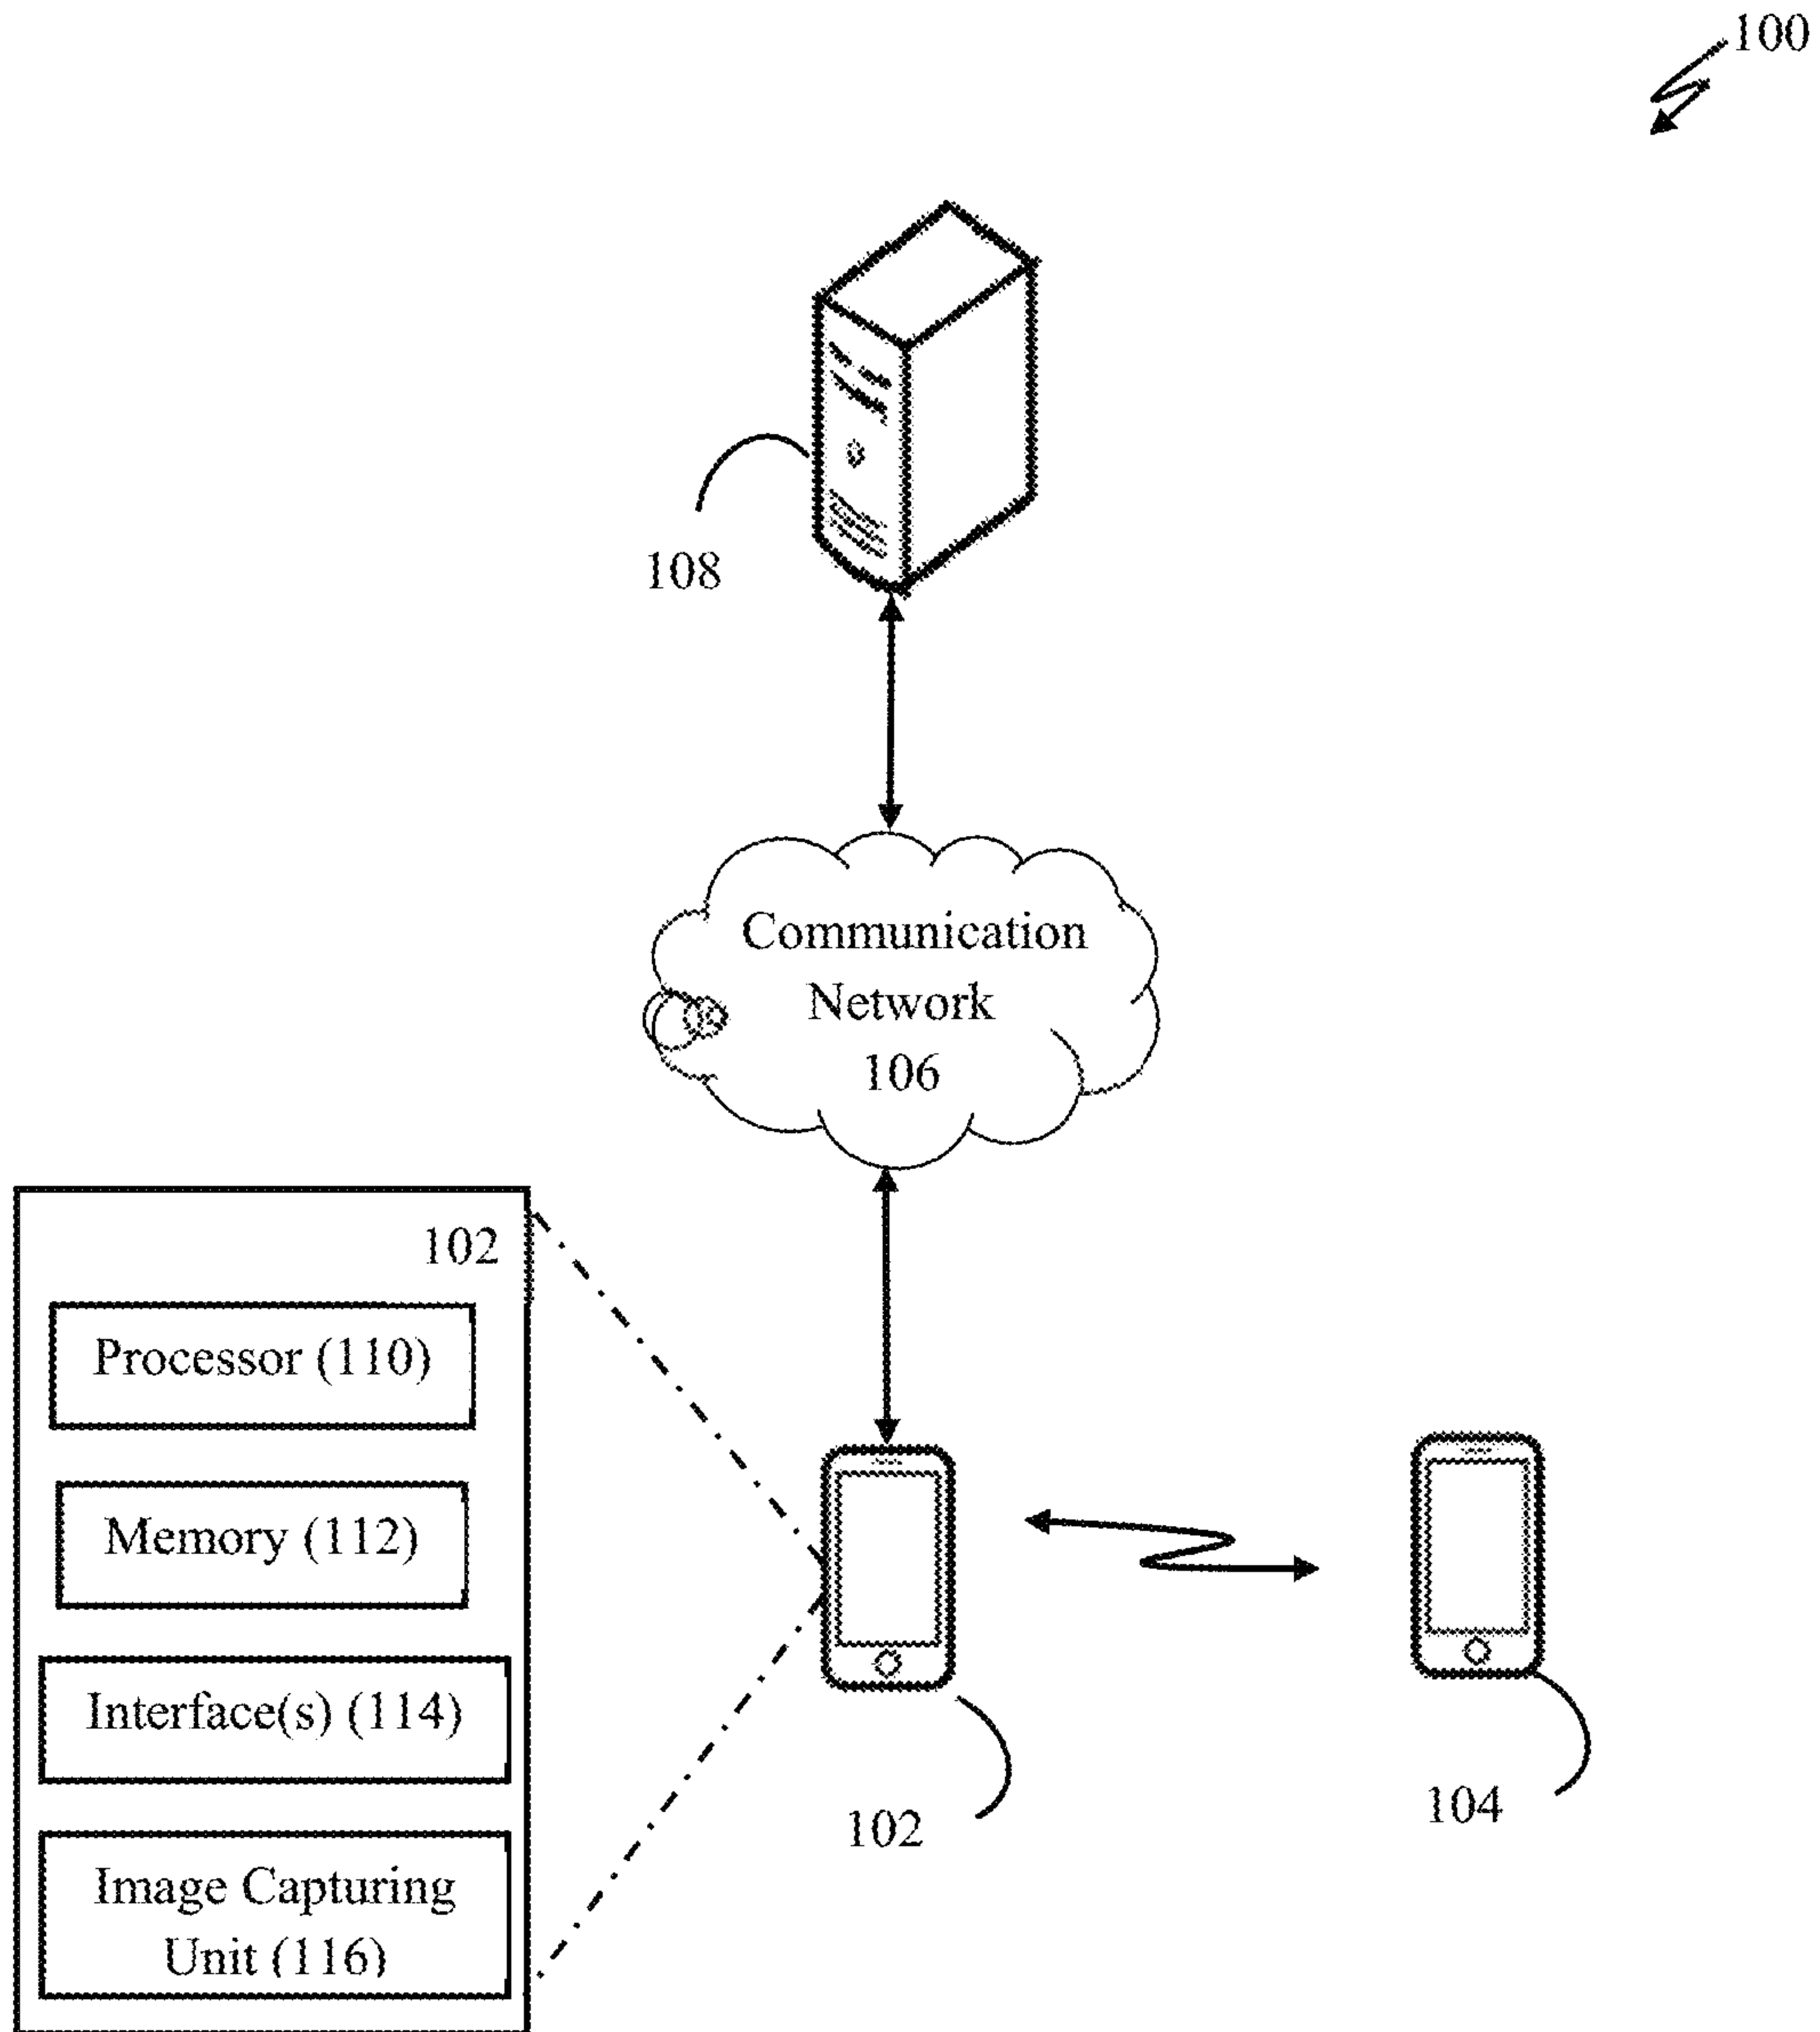 100
108
Communication
Network
106
102
Processor (110)
Memory (112)
Interface(s) (114)
Image Capturing
Unit (116)
102
104